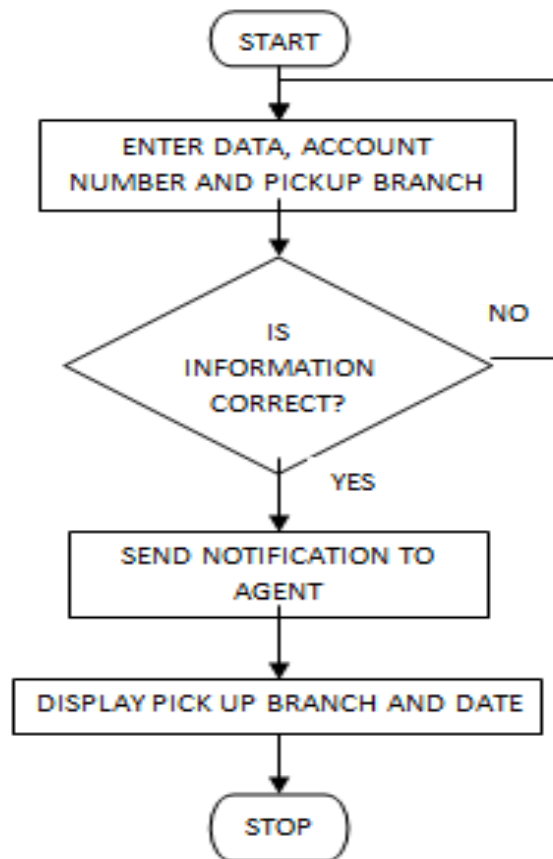 START
ENTER DATA, ACCOUNT
NUMBER AND PICKUP BRANCH
IS
INFORMATION
CORRECT?
NO
YES
SEND NOTIFICATION TO
AGENT
DISPLAY PICK UP BRANCH AND DATE
STOP